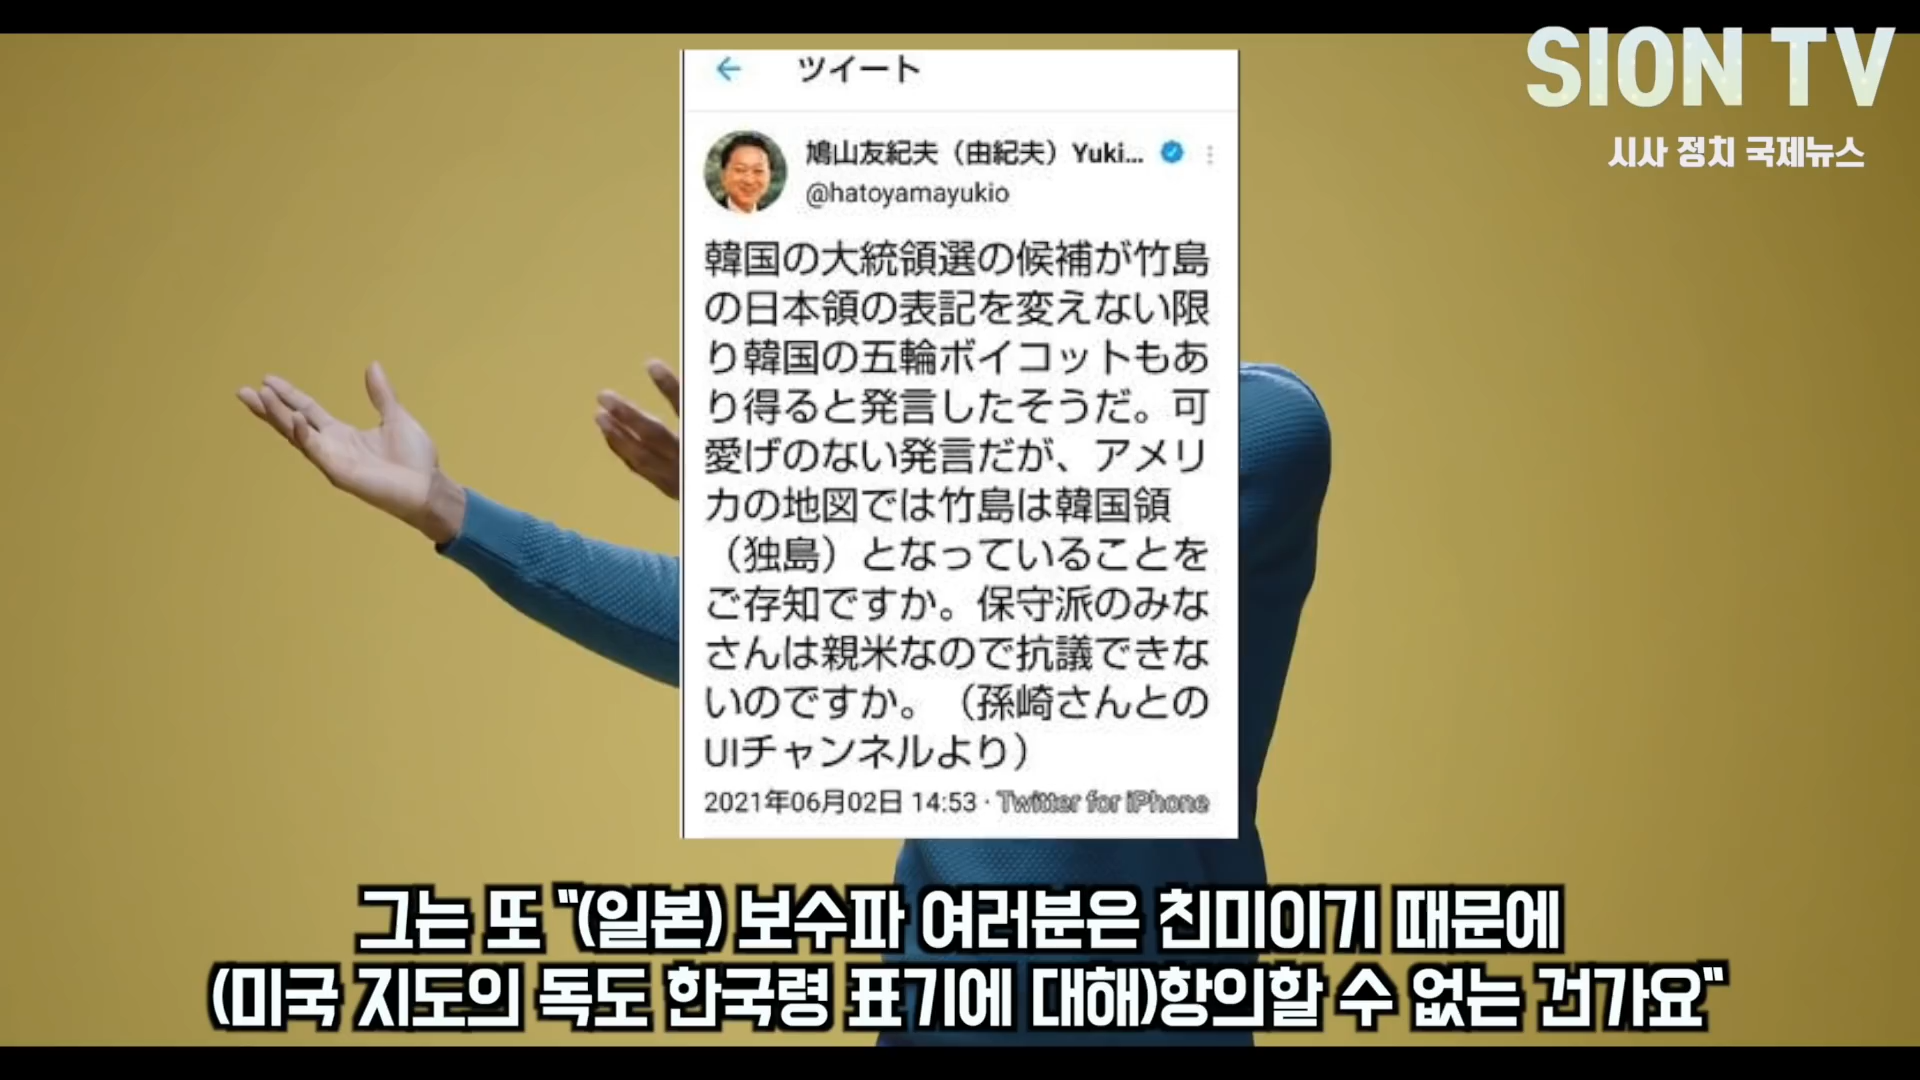 SION TV
시사 정치 국제뉴스
ツイート
鳩山友紀夫（由紀夫）Yuki...
@hatoyamayukio
韓国の大統領選の候補が竹島
の日本領の表記を変えない限
り韓国の五輪ボイコットもあ
り得ると発言したそうだ。可
愛げのない発言だが、アメリ
カの地図では竹島は韓国領
（独島）となっていることを
ご存知ですか。保守派のみな
さんは親米なので抗議できな
いのですか。（孫崎さんとの
UIチャンネルより）
2021年06月02日 14:53 · Twitter for iPhone
그는 또 "(일본) 보수파 여러분은 친미이기 때문에
(미국 지도의 독도 한국령 표기에 대해)항의할 수 없는 건가요"